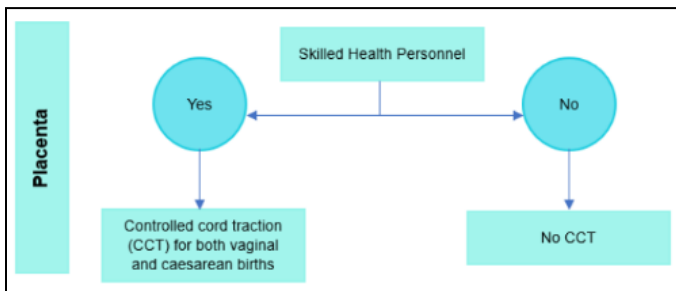 Placenta
Skilled Health Personnel
Yes
No
Controlled cord traction
(CCT) for both vaginal
and caesarean births
No CCT